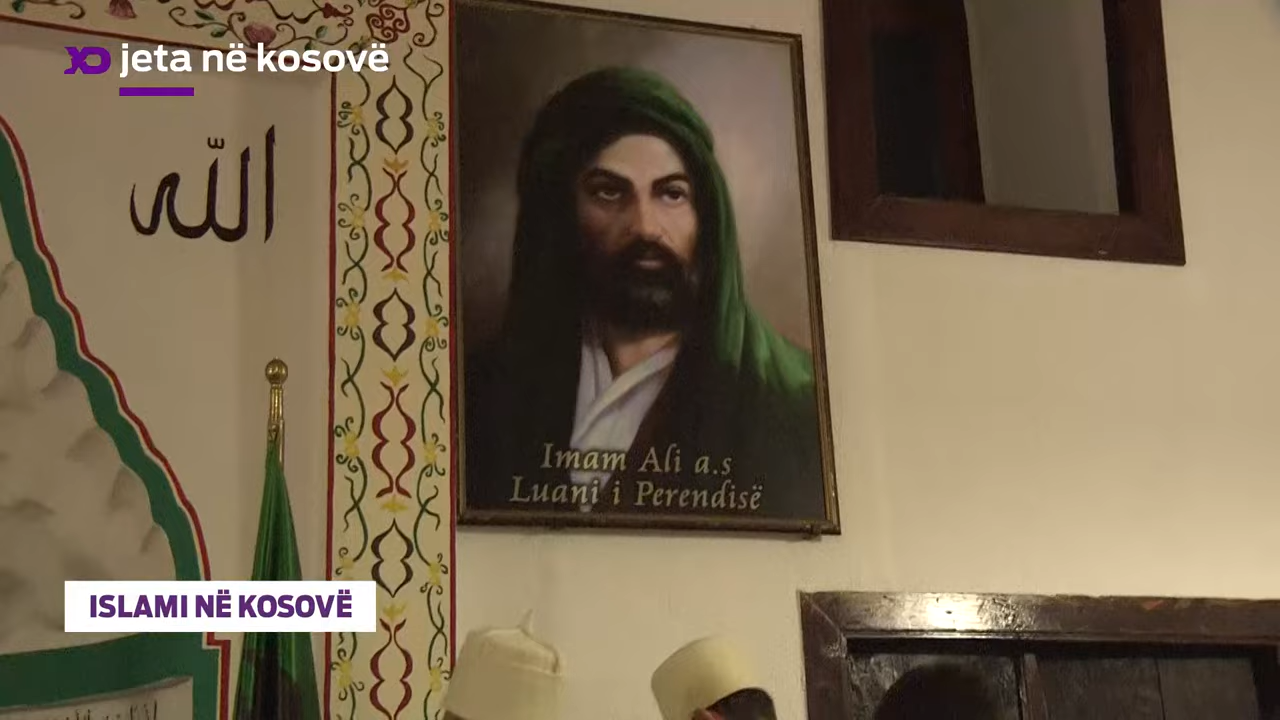 jeta në kosovë
الله
Imam Ali a.s
Luani i Perendisë
ISLAMI NË KOSOVË